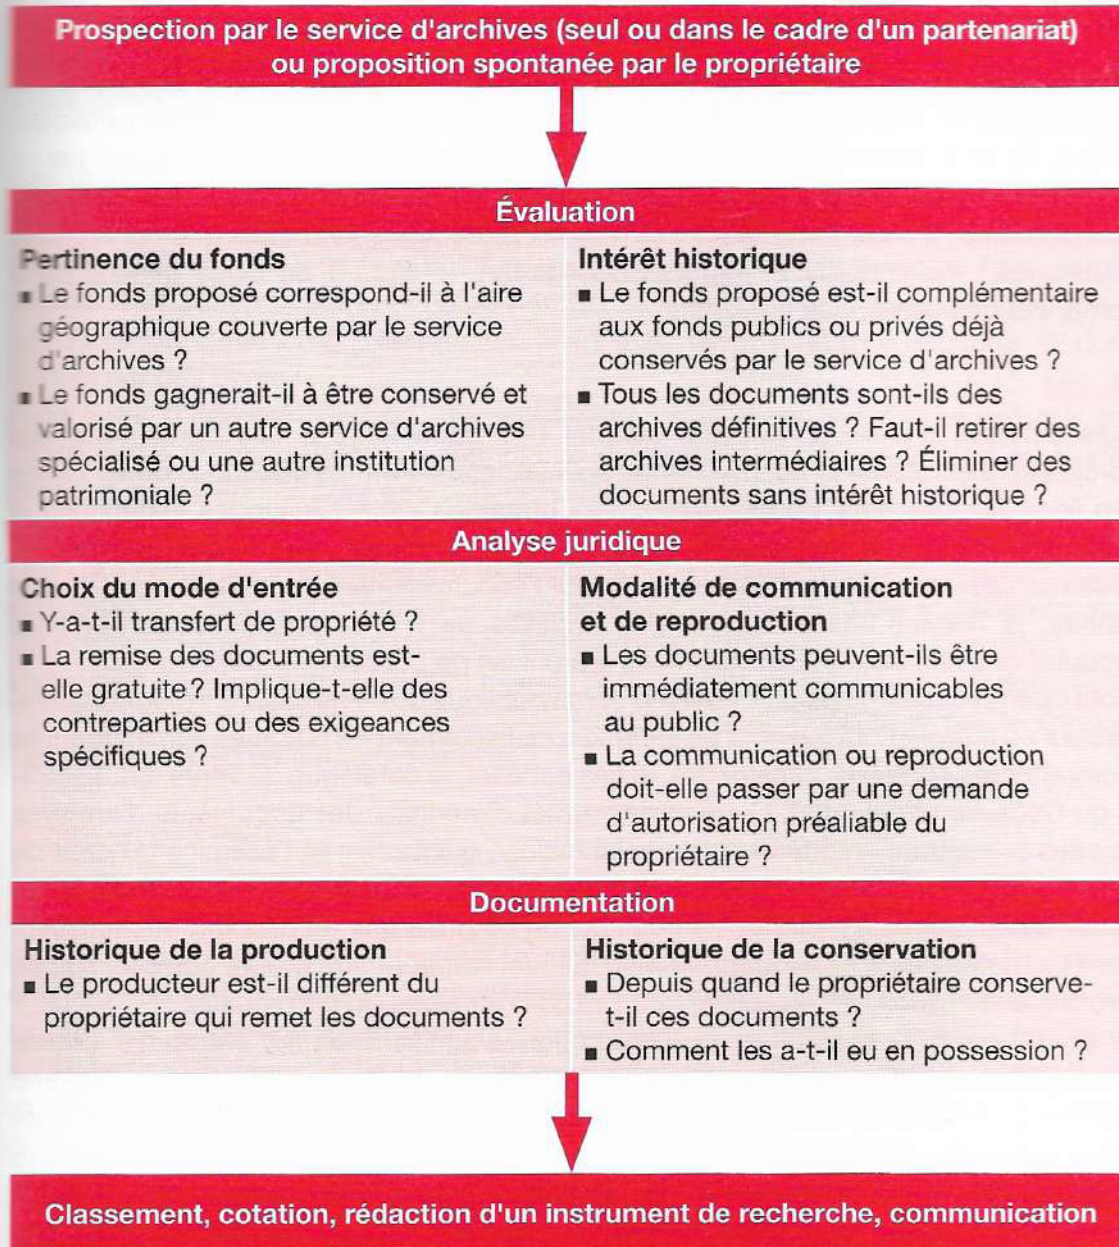 Prospection par le service d'archives (seul ou dans le cadre d'un partenariat)
ou proposition spontanée par le propriétaire
Évaluation
Pertinence du fonds
▪ Le fonds proposé correspond-il à l'aire
géographique couverte par le service
d'archives ?
▪ Le fonds gagnerait-il à être conservé et
valorisé par un autre service d'archives
spécialisé ou une autre institution
patrimoniale ?
Intérêt historique
▪ Le fonds proposé est-il complémentaire
aux fonds publics ou privés déjà
conservés par le service d'archives ?
▪ Tous les documents sont-ils des
archives définitives ? Faut-il retirer des
archives intermédiaires ? Éliminer des
documents sans intérêt historique ?
Analyse juridique
Choix du mode d'entrée
▪ Y-a-t-il transfert de propriété ?
▪ La remise des documents est-
elle gratuite ? Implique-t-elle des
contreparties ou des exigeances
spécifiques ?
Modalité de communication
et de reproduction
▪ Les documents peuvent-ils être
immédiatement communicables
au public ?
▪ La communication ou reproduction
doit-elle passer par une demande
d'autorisation préaliable du
propriétaire ?
Documentation
Historique de la production
▪ Le producteur est-il différent du
propriétaire qui remet les documents ?
Historique de la conservation
▪ Depuis quand le propriétaire conserve-
t-il ces documents ?
▪ Comment les a-t-il eu en possession ?
Classement, cotation, rédaction d'un instrument de recherche, communication